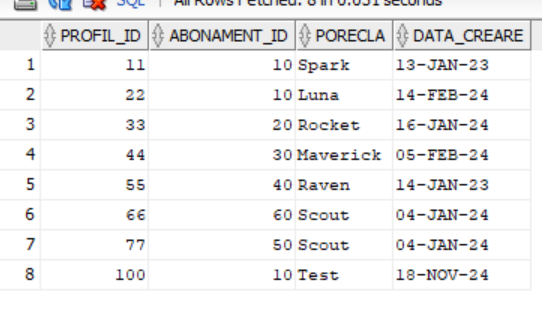 SQL | All Rows Fetched: 8 in 0.031 seconds
PROFIL_ID ABONAMENT_ID PORECLA DATA_CREARE
1 11 10 Spark 13-JAN-23
2 22 10 Luna 14-FEB-24
3 33 20 Rocket 16-JAN-24
4 44 30 Maverick 05-FEB-24
5 55 40 Raven 14-JAN-23
6 66 60 Scout 04-JAN-24
7 77 50 Scout 04-JAN-24
8 100 10 Test 18-NOV-24